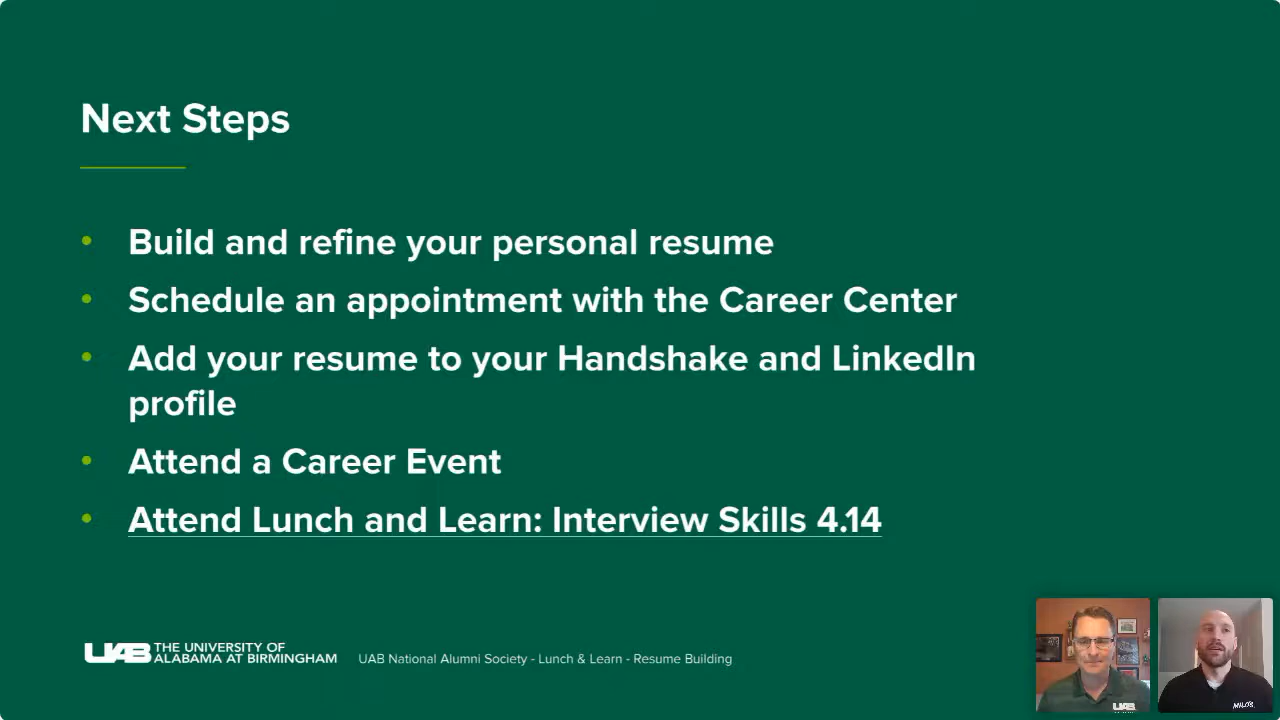 Next Steps
• Build and refine your personal resume
• Schedule an appointment with the Career Center
• Add your resume to your Handshake and LinkedIn
profile
• Attend a Career Event
• Attend Lunch and Learn: Interview Skills 4.14
UAB THE UNIVERSITY OF
ALABAMA AT BIRMINGHAM
UAB National Alumni Society - Lunch & Learn - Resume Building
UAB
MILO'S